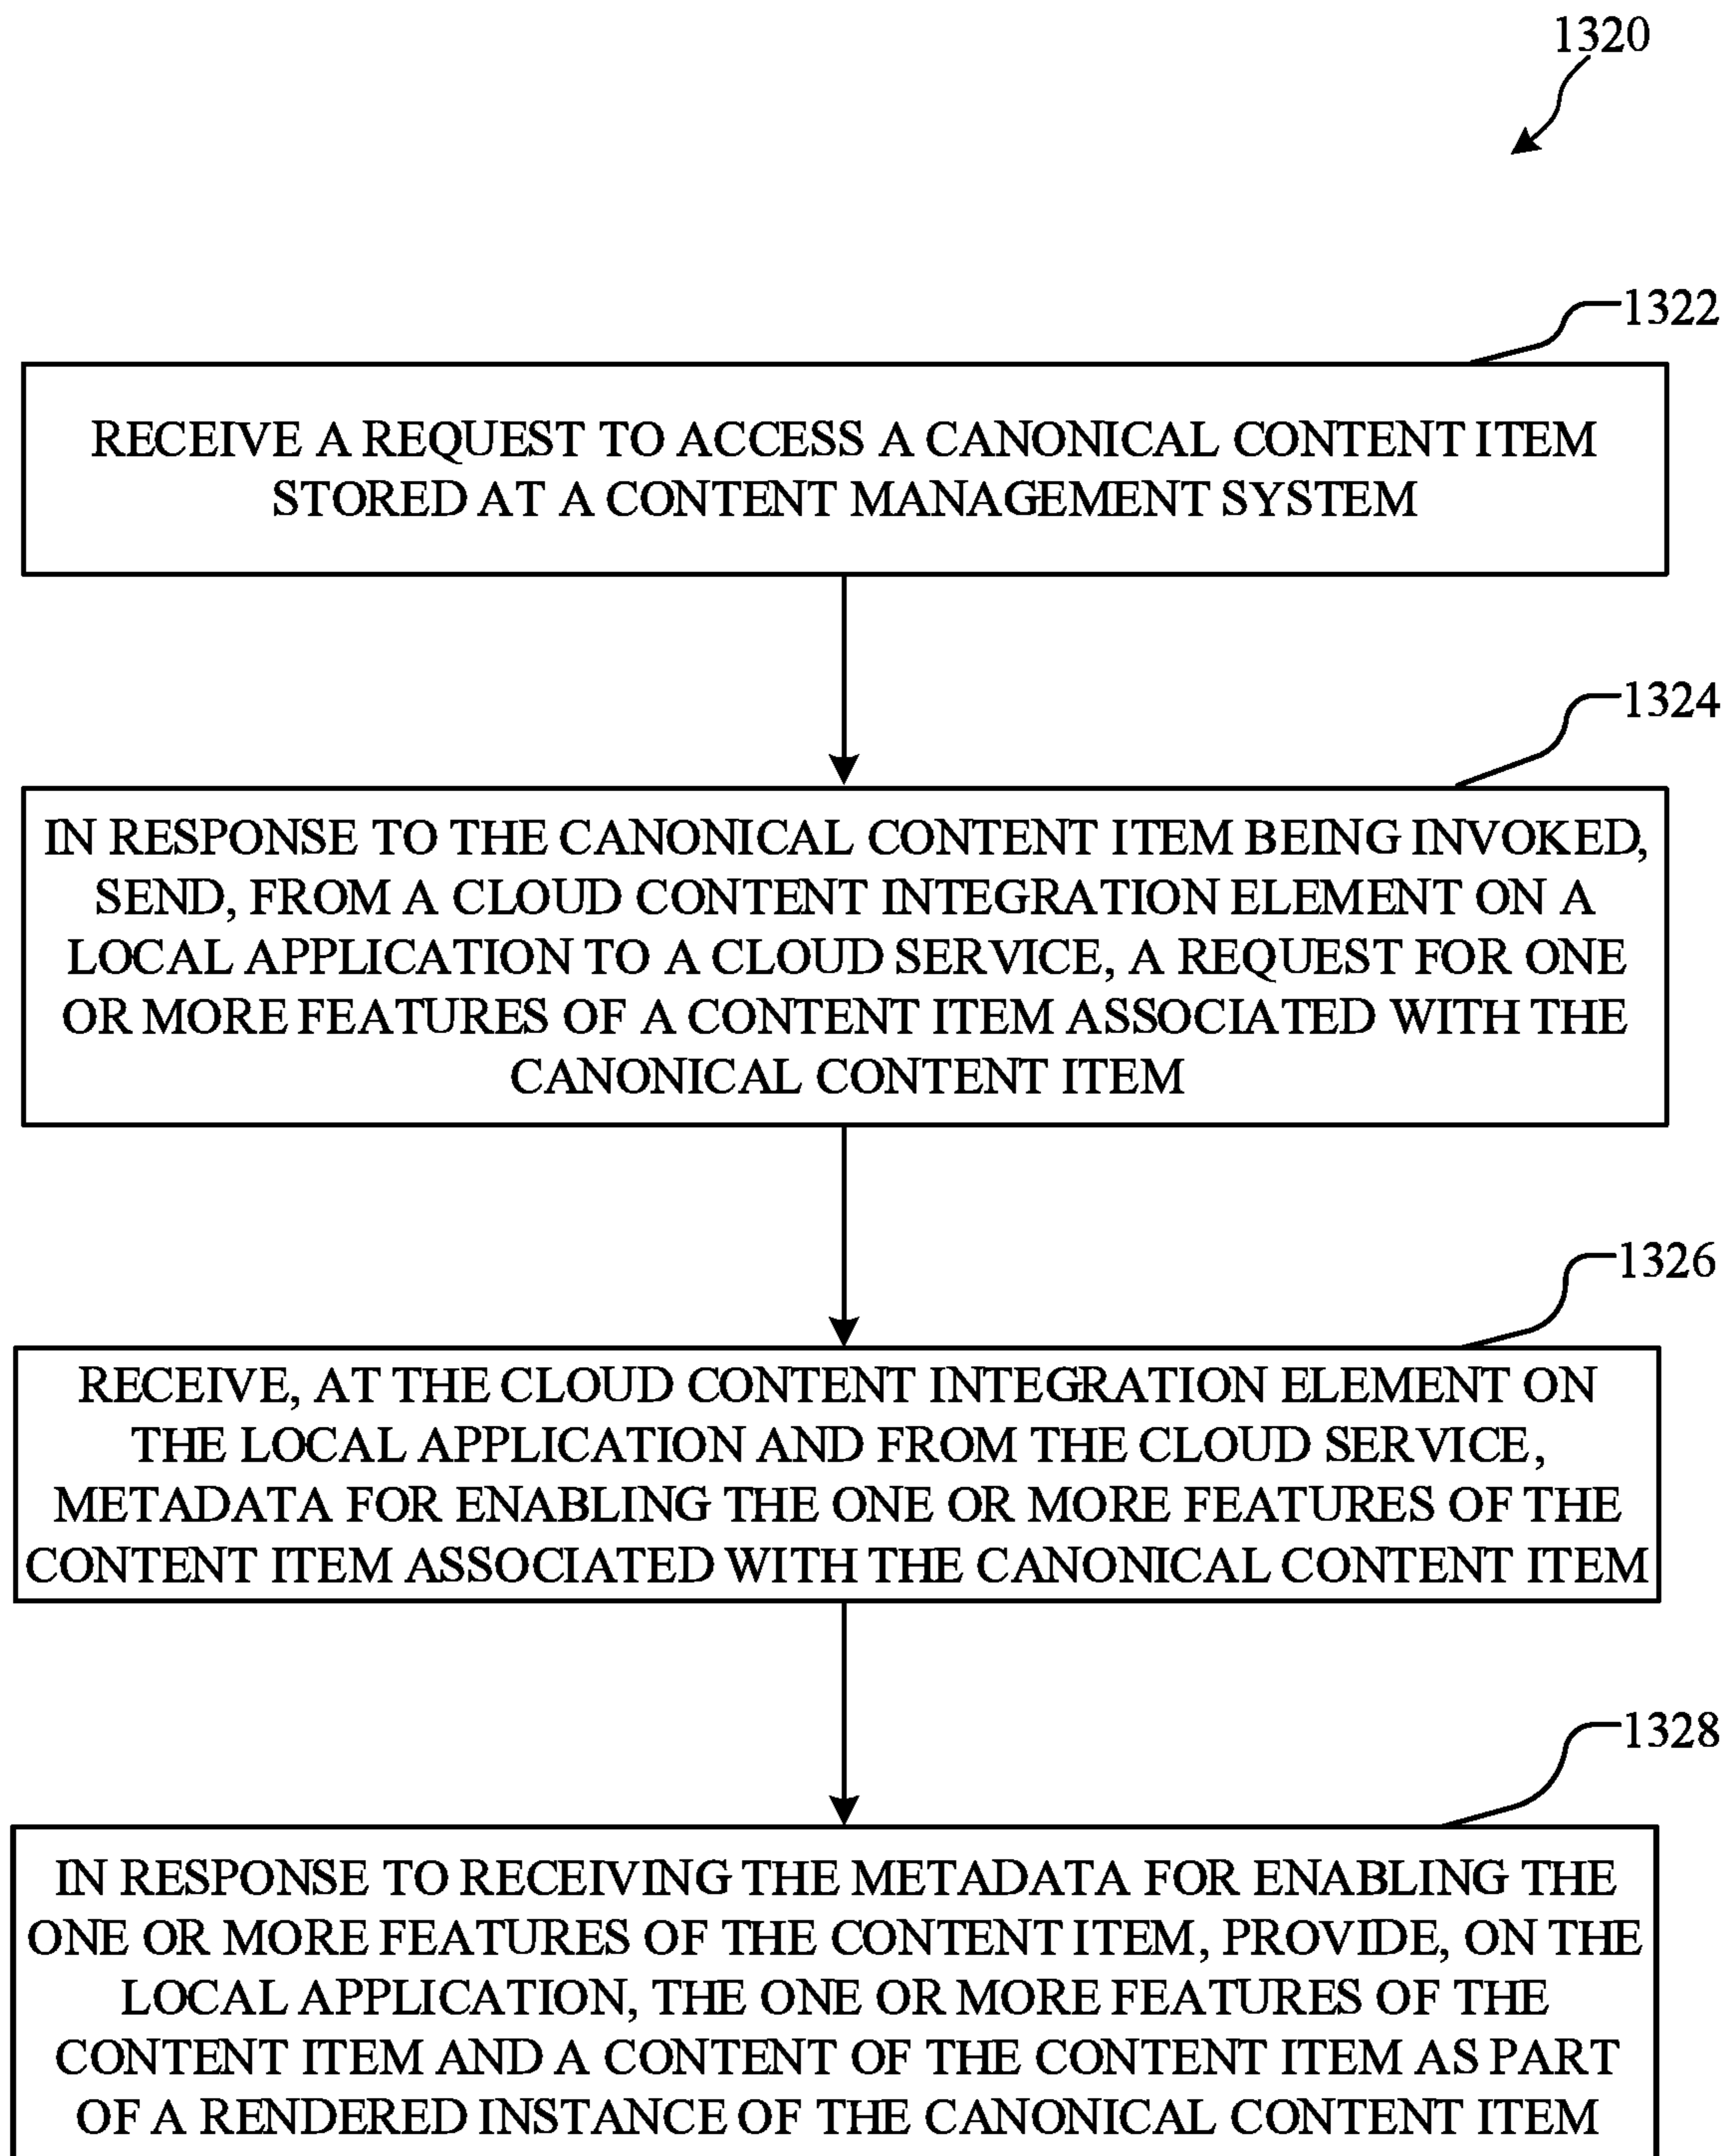 1320
1322
RECEIVE A REQUEST TO ACCESS A CANONICAL CONTENT ITEM
STORED AT A CONTENT MANAGEMENT SYSTEM
1324
IN RESPONSE TO THE CANONICAL CONTENT ITEM BEING INVOKED,
SEND, FROM A CLOUD CONTENT INTEGRATION ELEMENT ON A
LOCAL APPLICATION TO A CLOUD SERVICE, A REQUEST FOR ONE
OR MORE FEATURES OF A CONTENT ITEM ASSOCIATED WITH THE
CANONICAL CONTENT ITEM
1326
RECEIVE, AT THE CLOUD CONTENT INTEGRATION ELEMENT ON
THE LOCAL APPLICATION AND FROM THE CLOUD SERVICE,
METADATA FOR ENABLING THE ONE OR MORE FEATURES OF THE
CONTENT ITEM ASSOCIATED WITH THE CANONICAL CONTENT ITEM
1328
IN RESPONSE TO RECEIVING THE METADATA FOR ENABLING THE
ONE OR MORE FEATURES OF THE CONTENT ITEM, PROVIDE, ON THE
LOCAL APPLICATION, THE ONE OR MORE FEATURES OF THE
CONTENT ITEM AND A CONTENT OF THE CONTENT ITEM AS PART
OF A RENDERED INSTANCE OF THE CANONICAL CONTENT ITEM